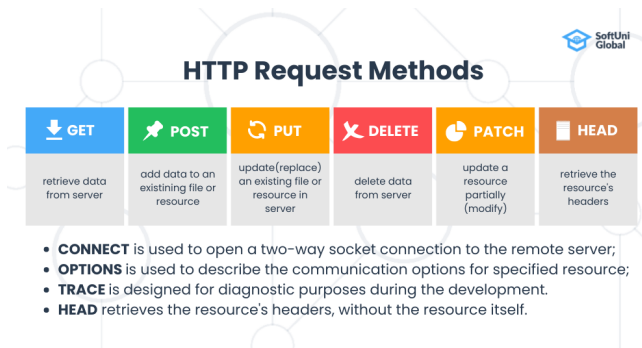 SoftUni
Global
HTTP Request Methods
GET
POST
PUT
DELETE
PATCH
HEAD
retrieve data
from server
add data to an
existining file or
resource
update(replace)
an existing file or
resource in
server
delete data
from server
update a
resource
partially
(modify)
retrieve the
resource's
headers
• CONNECT is used to open a two-way socket connection to the remote server;
• OPTIONS is used to describe the communication options for specified resource;
• TRACE is designed for diagnostic purposes during the development.
• HEAD retrieves the resource's headers, without the resource itself.